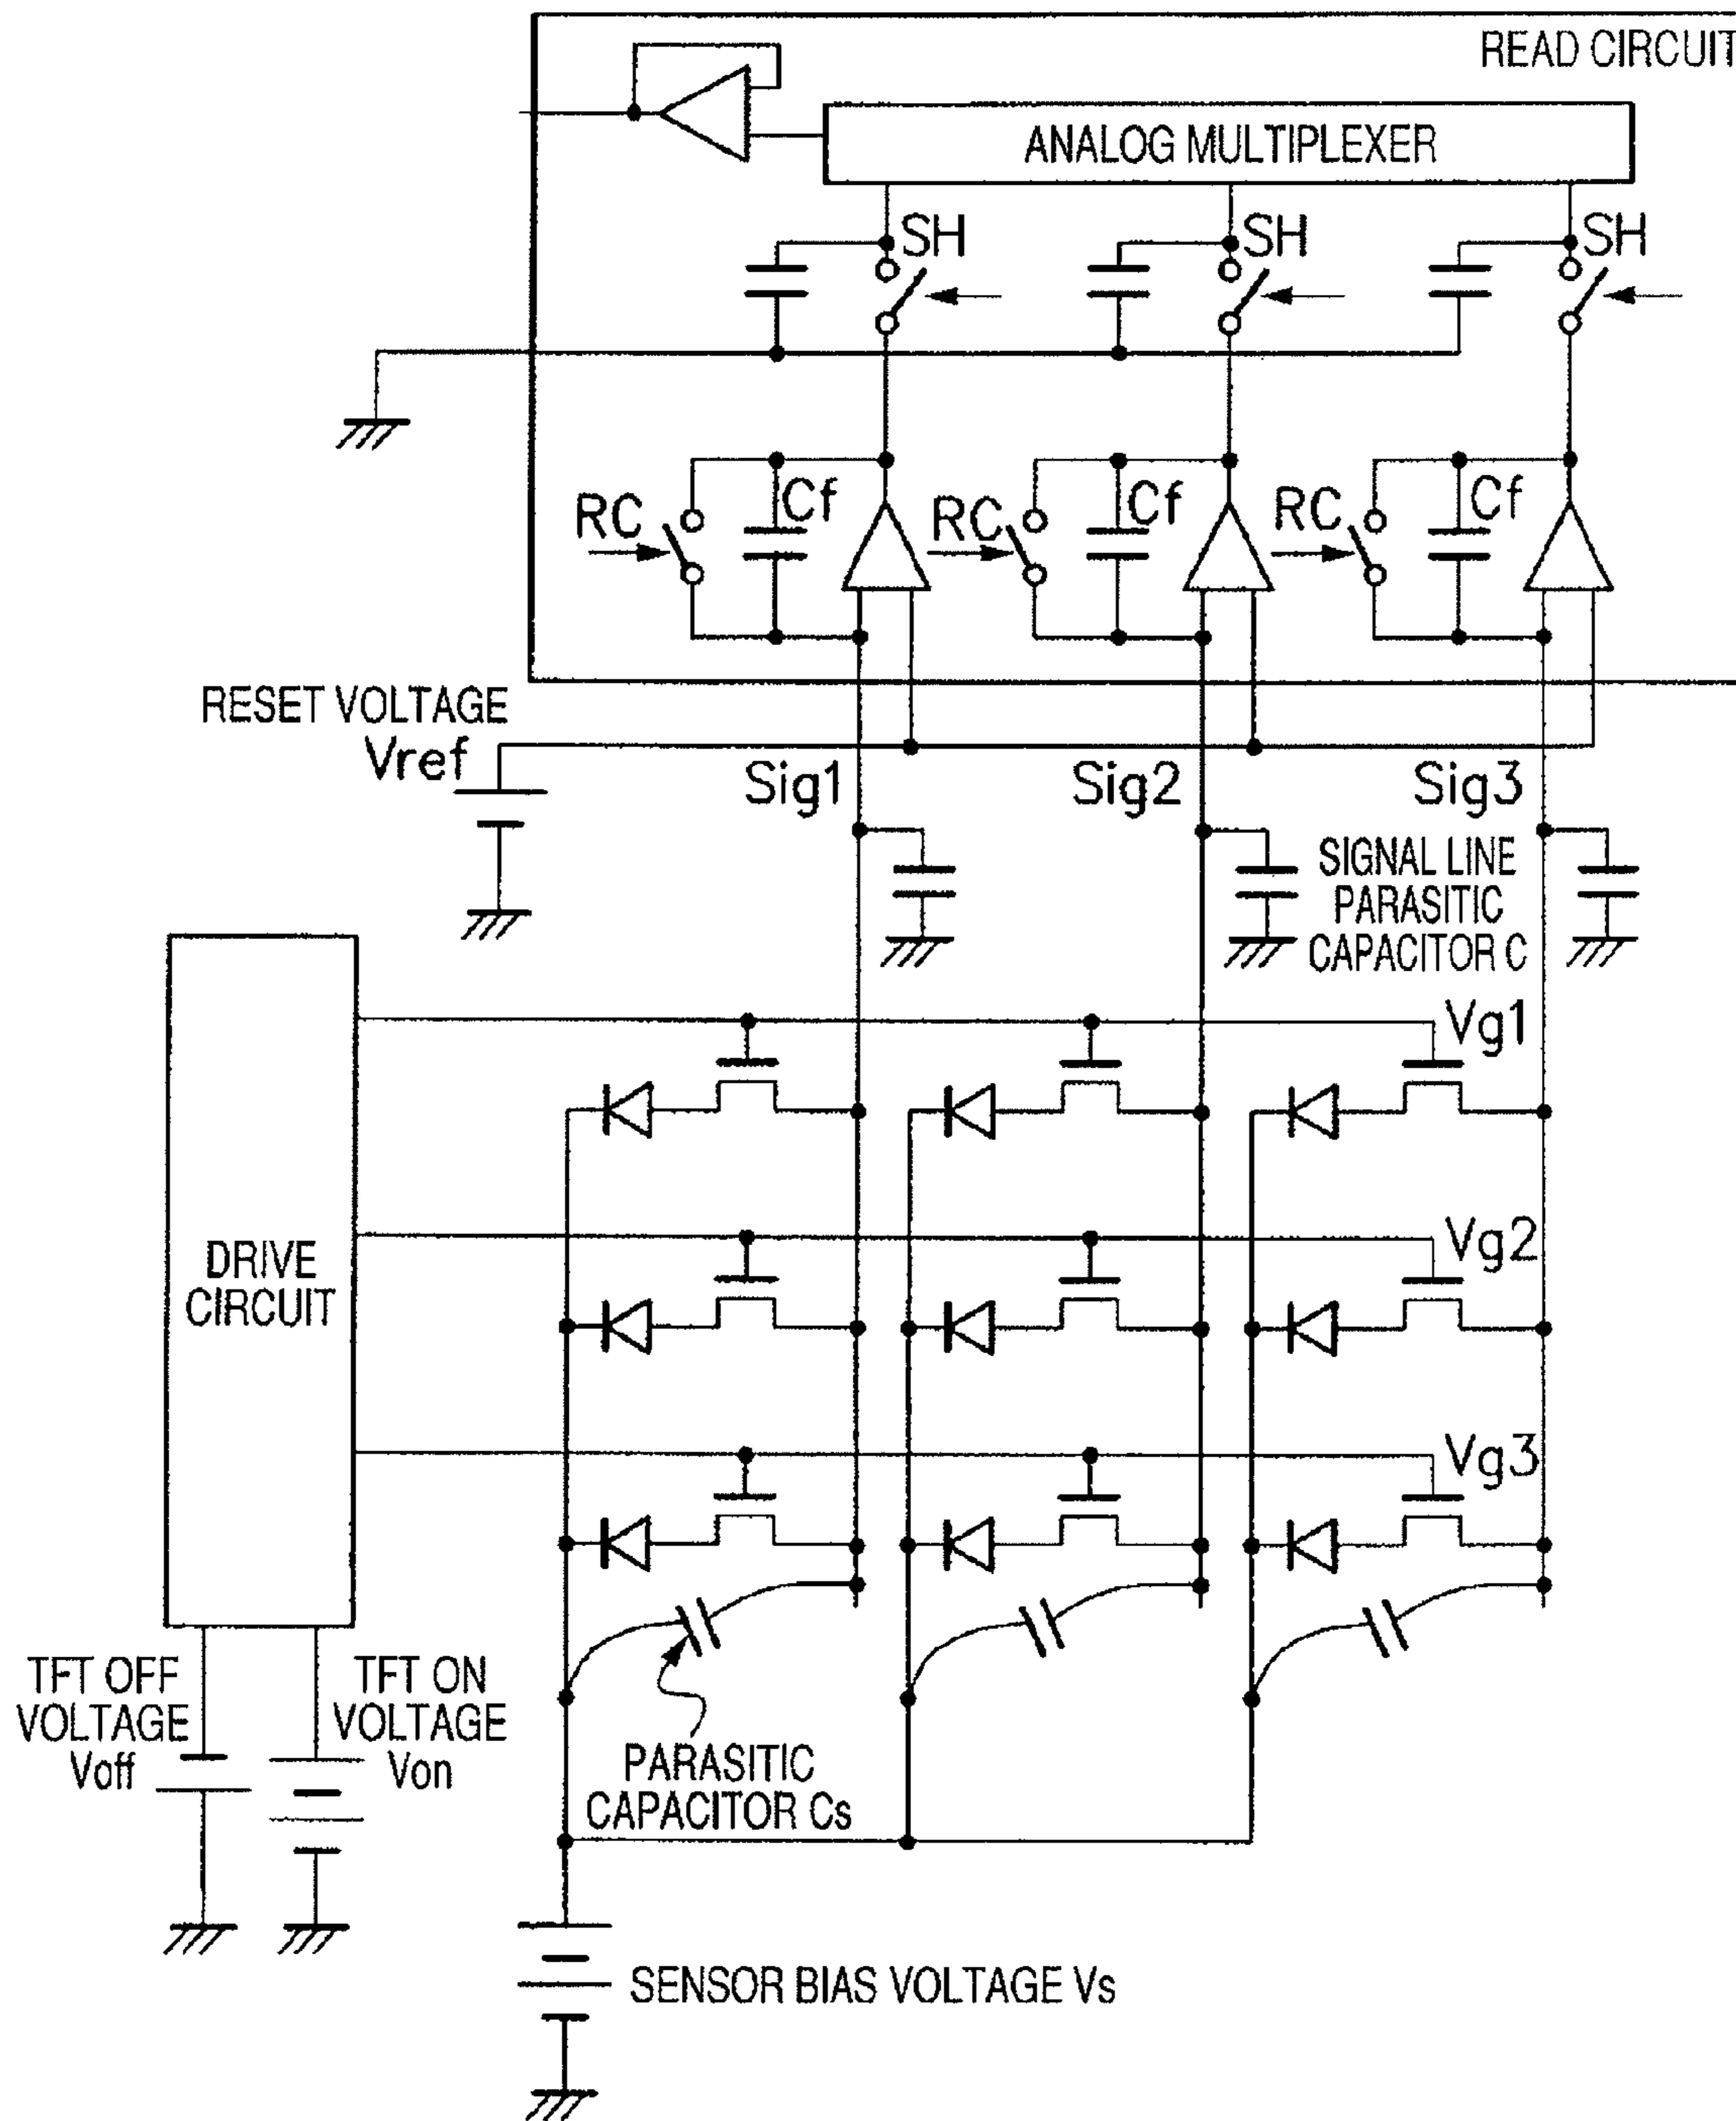 READ CIRCUIT
ANALOG MULTIPLEXER
SH
SH
SH
RC
Cf
RC
Cf
RC
Cf
RESET VOLTAGE
Vref
Sig1
Sig2
Sig3
SIGNAL LINE
PARASITIC
CAPACITOR C
Vg1
Vg2
Vg3
DRIVE
CIRCUIT
TFT OFF
VOLTAGE
Voff
TFT ON
VOLTAGE
Von
PARASITIC
CAPACITOR Cs
SENSOR BIAS VOLTAGE Vs